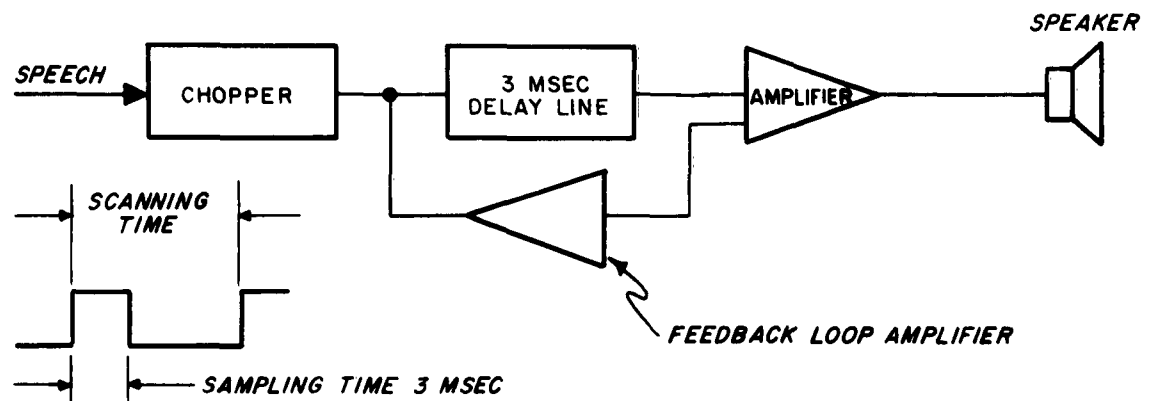 SPEAKER
SPEECH
CHOPPER
3 MSEC
DELAY LINE
AMPLIFIER
SCANNING
TIME
FEEDBACK LOOP AMPLIFIER
SAMPLING TIME 3 MSEC